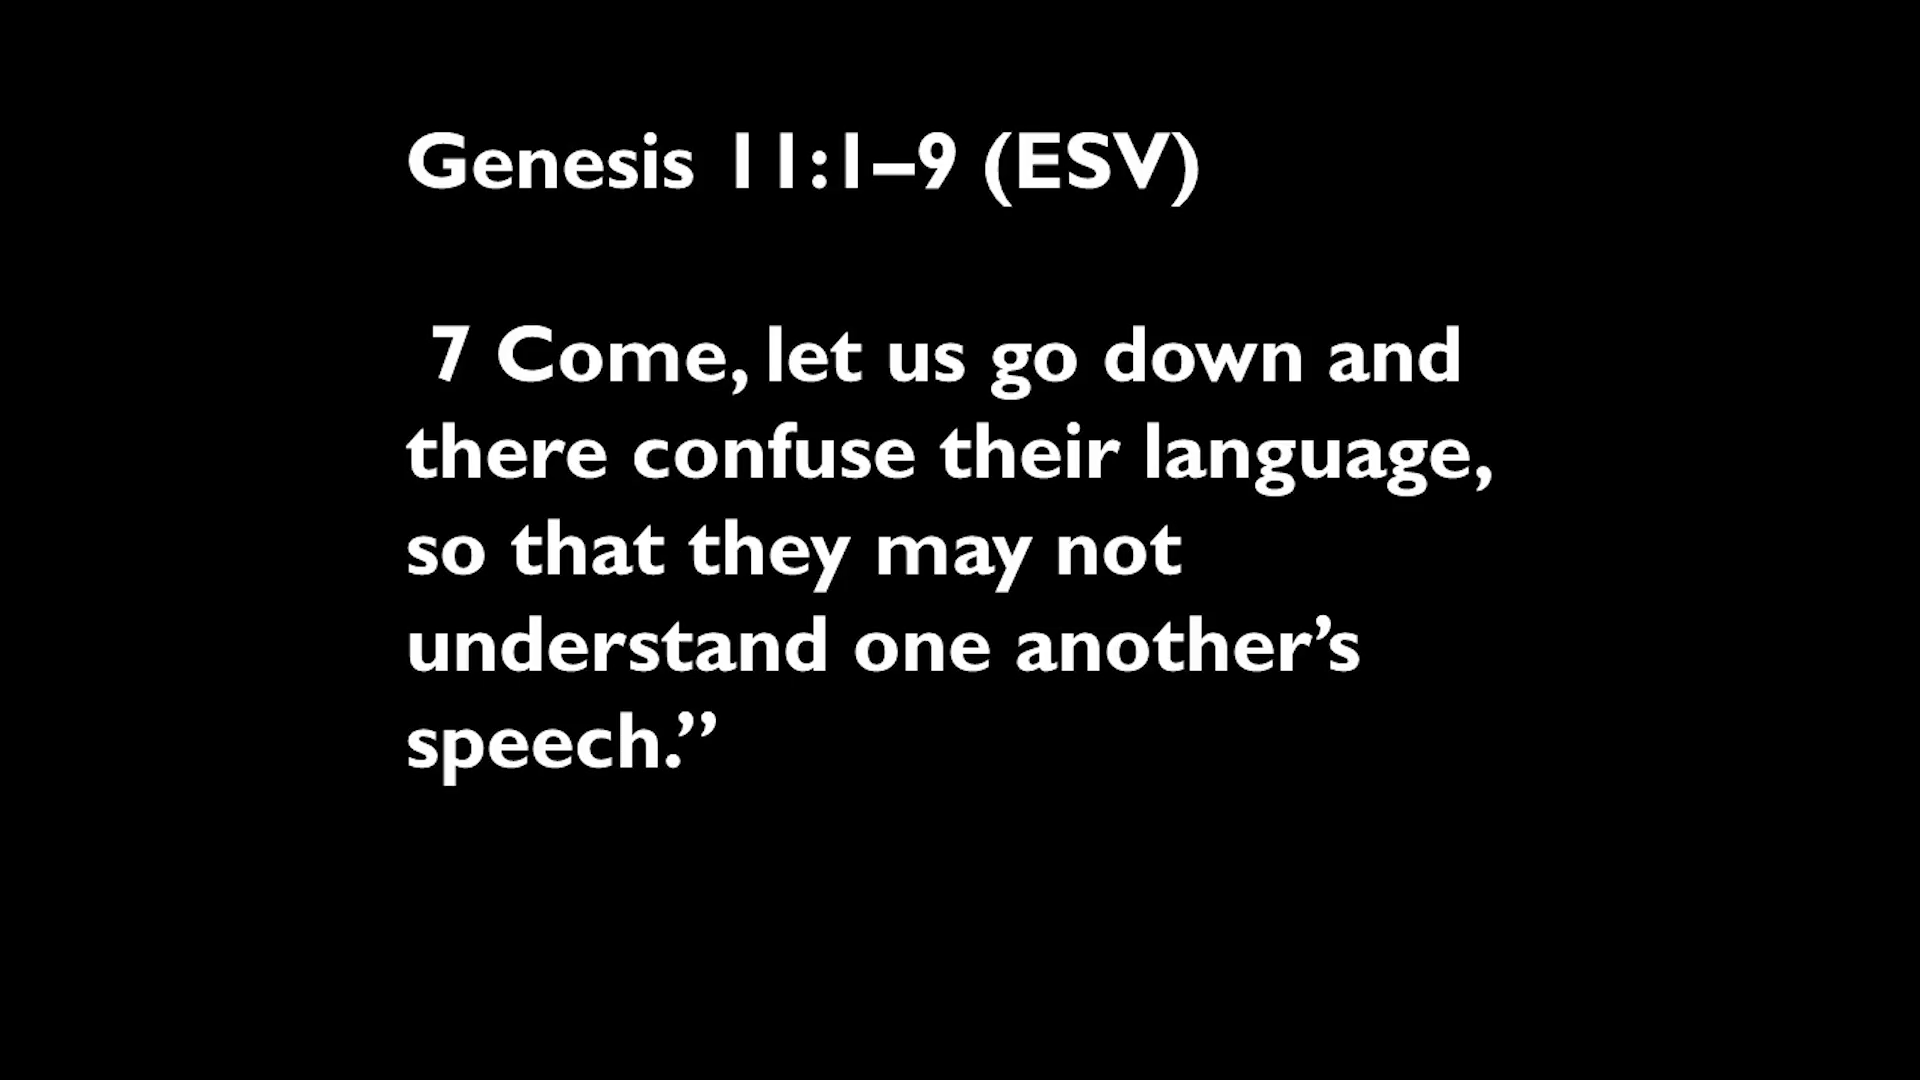 Genesis 11:1–9 (ESV)
7 Come, let us go down and
there confuse their language,
so that they may not
understand one another’s
speech.”